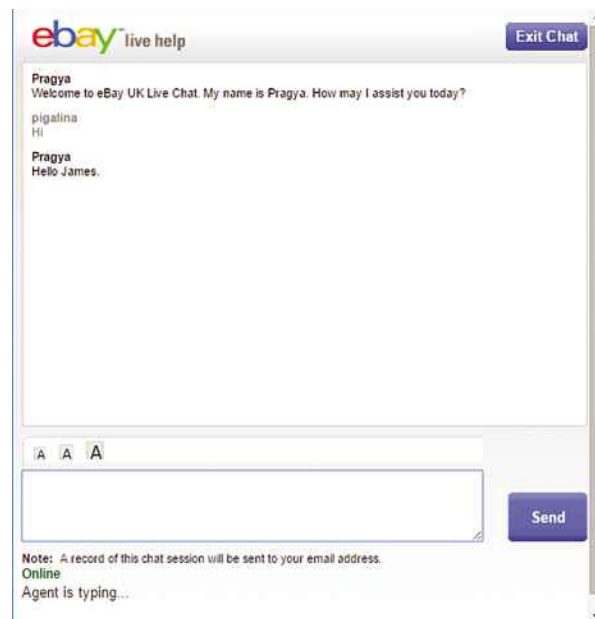 ebay live help
Exit Chat
Pragya
Welcome to eBay UK Live Chat. My name is Pragya. How may I assist you today?
pigalina
Hi
Pragya
Hello James.
A A A
Send
Note: A record of this chat session will be sent to your email address.
Online
Agent is typing...